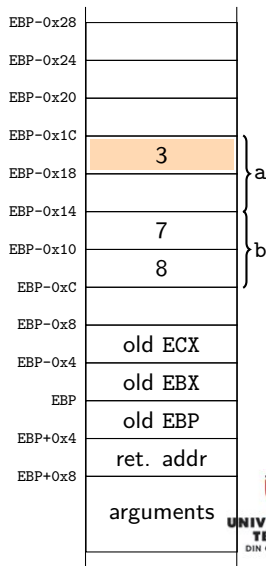 EBP-0x28
EBP-0x24
EBP-0x20
EBP-0x1C
3
EBP-0x18
a
EBP-0x14
7
EBP-0x10
b
8
EBP-0xC
EBP-0x8
old ECX
EBP-0x4
old EBX
EBP
old EBP
EBP+0x4
ret. addr
EBP+0x8
arguments
UNIV
TE
DIN